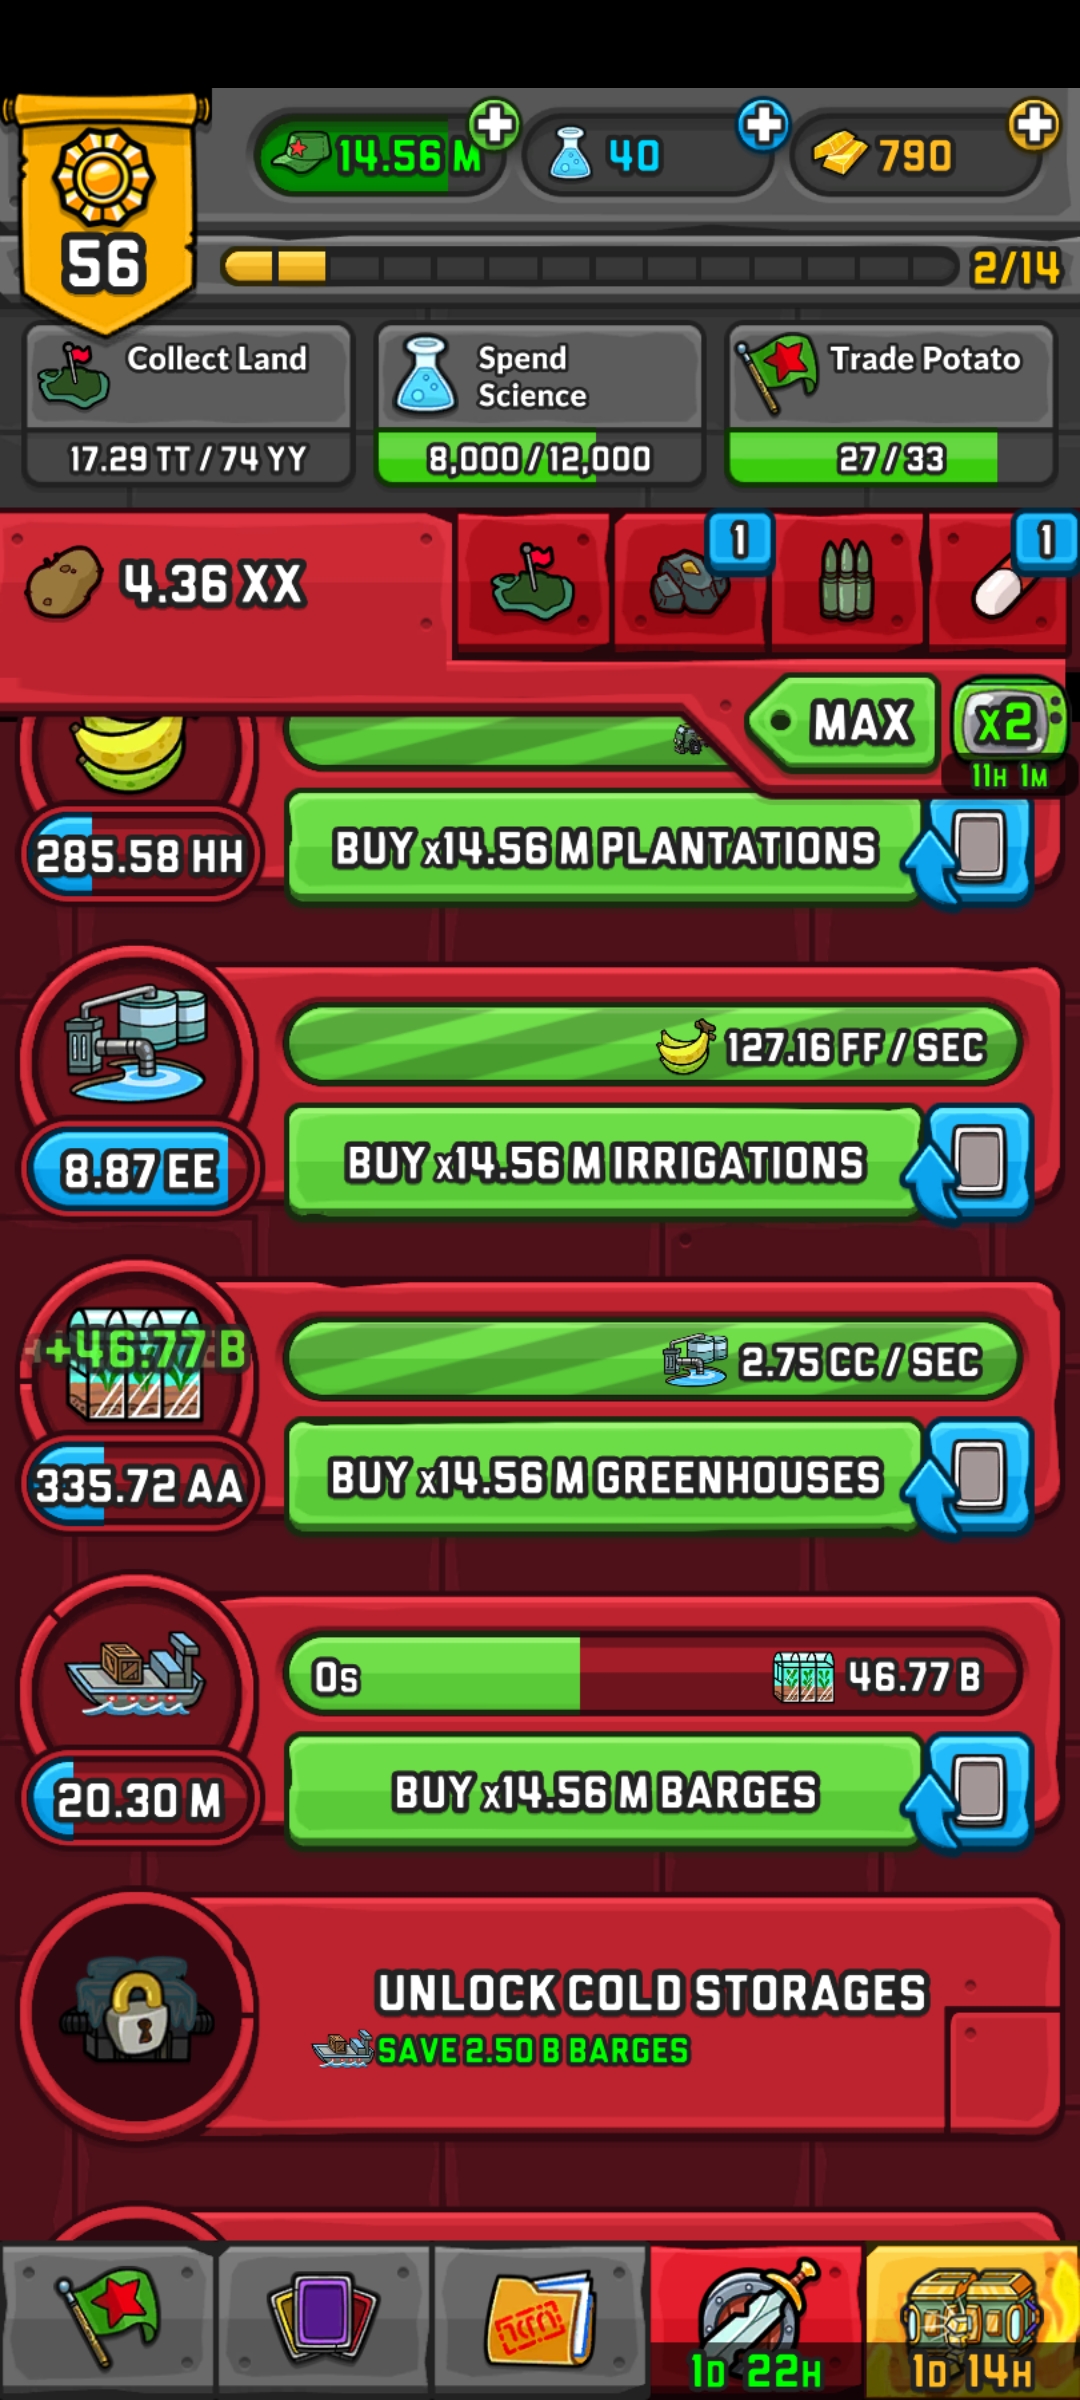 14.56 M
40
790
56
2/14
Collect Land
17.29 TT / 74 YY
Spend
Science
8,000 / 12,000
Trade Potato
27 / 33
4.36 XX
1
1
MAX
x2
11H 1M
285.58 HH
BUY x14.56 M PLANTATIONS
127.16 FF / SEC
8.87 EE
BUY x14.56 M IRRIGATIONS
+46.77 B
2.75 CC / SEC
335.72 AA
BUY x14.56 M GREENHOUSES
0s
46.77 B
20.30 M
BUY x14.56 M BARGES
UNLOCK COLD STORAGES
SAVE 2.50 B BARGES
1D 22H
1D 14H